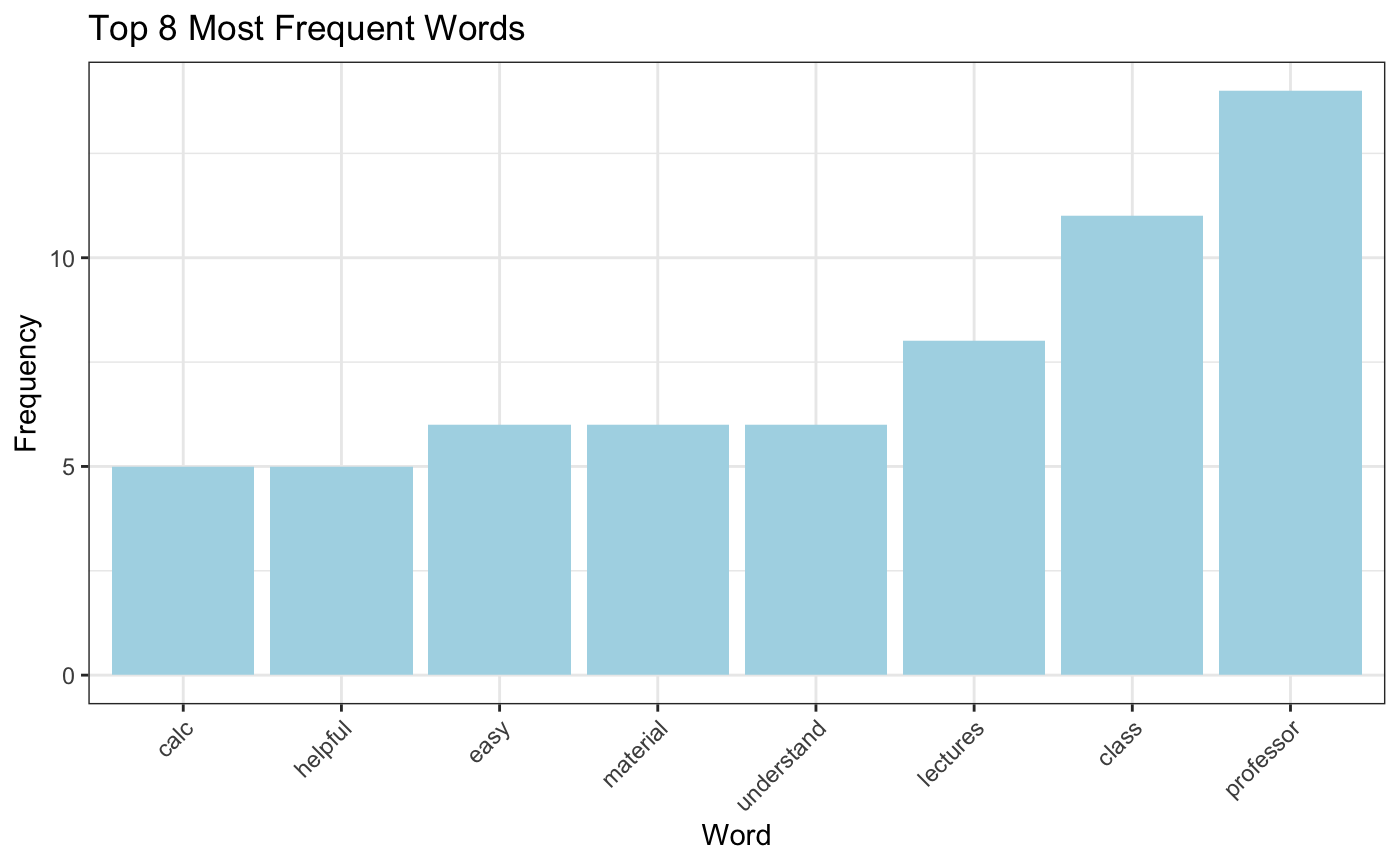 Top 8 Most Frequent Words
Frequency
10
5
0
calc
helpful
easy
material
understand
lectures
class
professor
Word